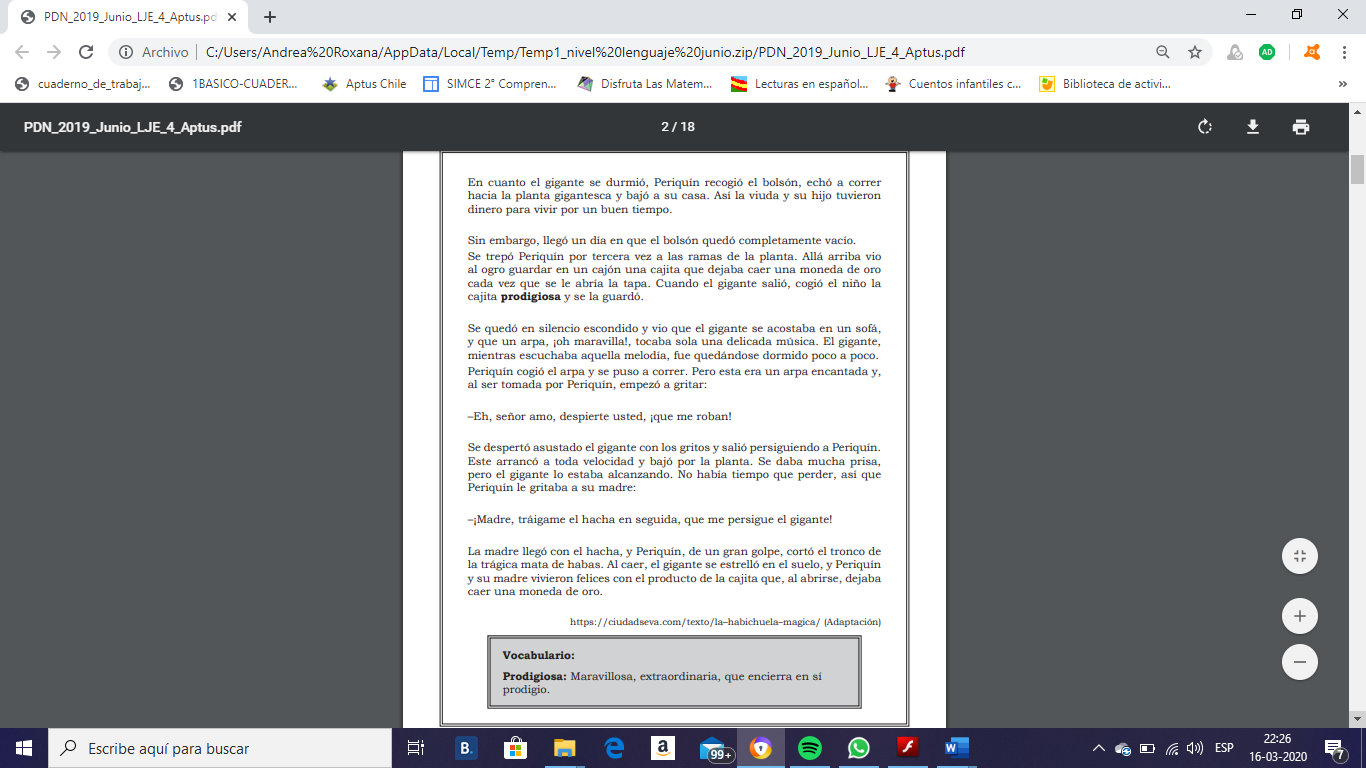 PDN_2019_Junio_LJE_4_Aptus.pd
Archivo
C:/Users/Andrea%20Roxana/AppData/Local/Temp/Temp1_nivel%20lenguaje%20junio.zip/PDN_2019_Junio_LJE_4_Aptus.pdf
AD
cuaderno_de_trabaj...
1BASICO-CUADER...
Aptus Chile
SIMCE 2° Compren...
Disfruta Las Matem...
Lecturas en español...
Cuentos infantiles c...
Biblioteca de activi...
»
PDN_2019_Junio_LJE_4_Aptus.pdf
2 / 18
En cuanto el gigante se durmió, Periquín recogió el bolsón, echó a correr
hacia la planta gigantesca y bajó a su casa. Así la viuda y su hijo tuvieron
dinero para vivir por un buen tiempo.
Sin embargo, llegó un día en que el bolsón quedó completamente vacío.
Se trepó Periquín por tercera vez a las ramas de la planta. Allá arriba vio
al ogro guardar en un cajón una cajita que dejaba caer una moneda de oro
cada vez que se le abría la tapa. Cuando el gigante salió, cogió el niño la
cajita prodigiosa y se la guardó.
Se quedó en silencio escondido y vio que el gigante se acostaba en un sofá,
y que un arpa, ¡oh maravilla!, tocaba sola una delicada música. El gigante,
mientras escuchaba aquella melodía, fue quedándose dormido poco a poco.
Periquín cogió el arpa y se puso a correr. Pero esta era un arpa encantada y,
al ser tomada por Periquín, empezó a gritar:
–Eh, señor amo, despierte usted, ¡que me roban!
Se despertó asustado el gigante con los gritos y salió persiguiendo a Periquín.
Este arrancó a toda velocidad y bajó por la planta. Se daba mucha prisa,
pero el gigante lo estaba alcanzando. No había tiempo que perder, así que
Periquín le gritaba a su madre:
–¡Madre, tráigame el hacha en seguida, que me persigue el gigante!
La madre llegó con el hacha, y Periquín, de un gran golpe, cortó el tronco de
la trágica mata de habas. Al caer, el gigante se estrelló en el suelo, y Periquín
y su madre vivieron felices con el producto de la cajita que, al abrirse, dejaba
caer una moneda de oro.
https://ciudadseva.com/texto/la–habichuela–magica/ (Adaptación)
Vocabulario:
Prodigiosa: Maravillosa, extraordinaria, que encierra en sí
prodigio.
Escribe aquí para buscar
B.
a
99+
W
ESP
22:26
16-03-2020
7